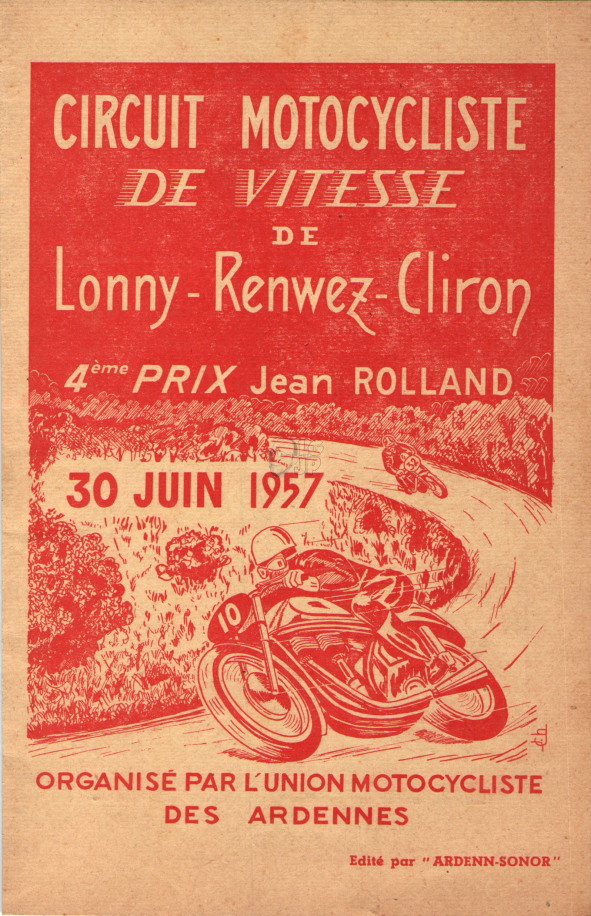 CIRCUIT MOTOCYCLISTE
DE VITESSE
DE
Lonny - Renwez - Cliron
4ème PRIX Jean ROLLAND
30 JUIN 1957
10
ORGANISÉ PAR L'UNION MOTOCYCLISTE
DES ARDENNES
Edité par "ARDENN-SONOR"